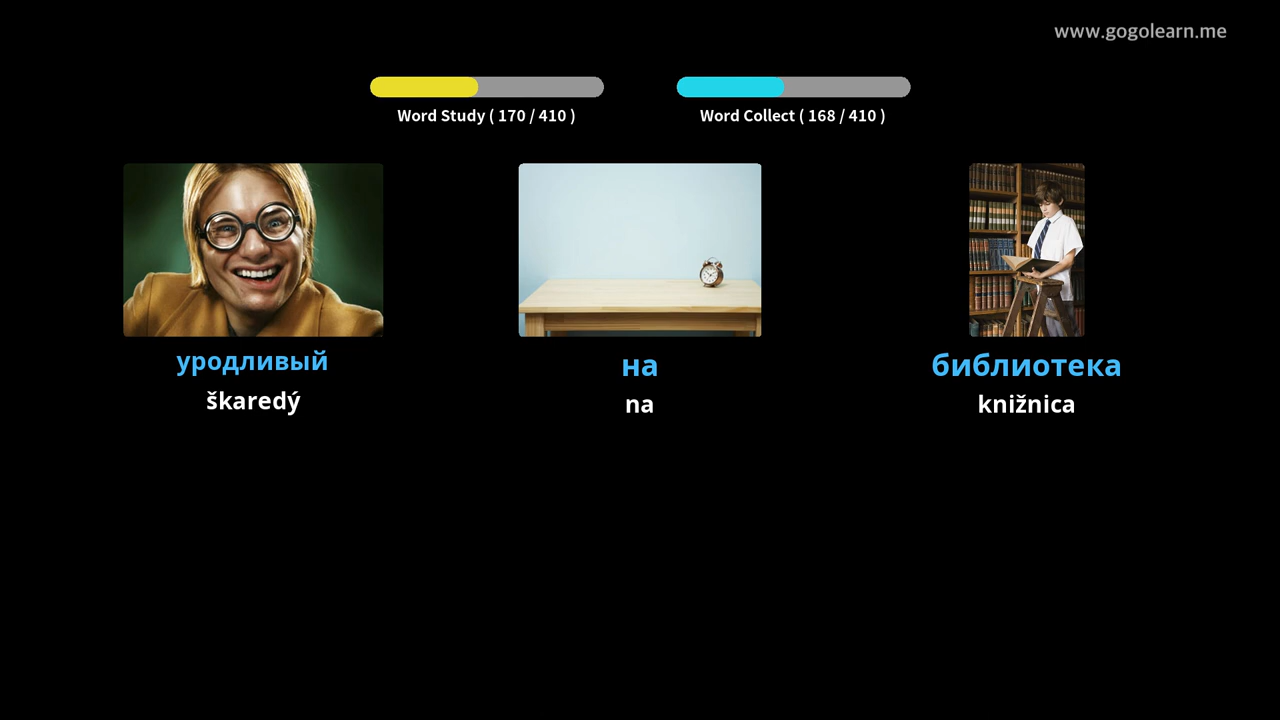 www.gogolearn.me
Word Study ( 170 / 410 )
Word Collect ( 168 / 410 )
уродливый
škaredý
на
na
библиотека
knižnica